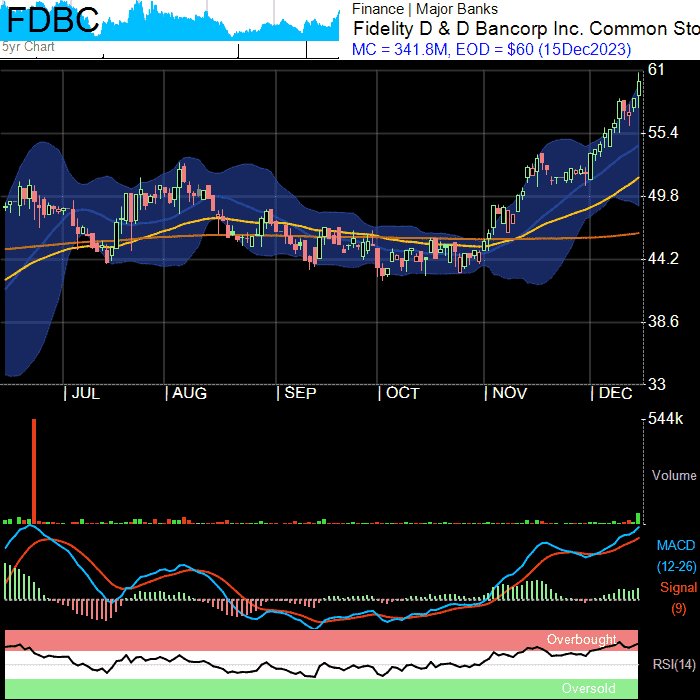 FDBC
5yr Chart
Finance | Major Banks
Fidelity D & D Bancorp Inc. Common Sto
MC = 341.8M, EOD = $60 (15Dec2023)
61
55.4
49.8
44.2
38.6
33
| JUL | AUG | SEP | OCT | NOV | DEC
544k
Volume
MACD
(12-26)
Signal
(9)
Overbought
RSI(14)
Oversold